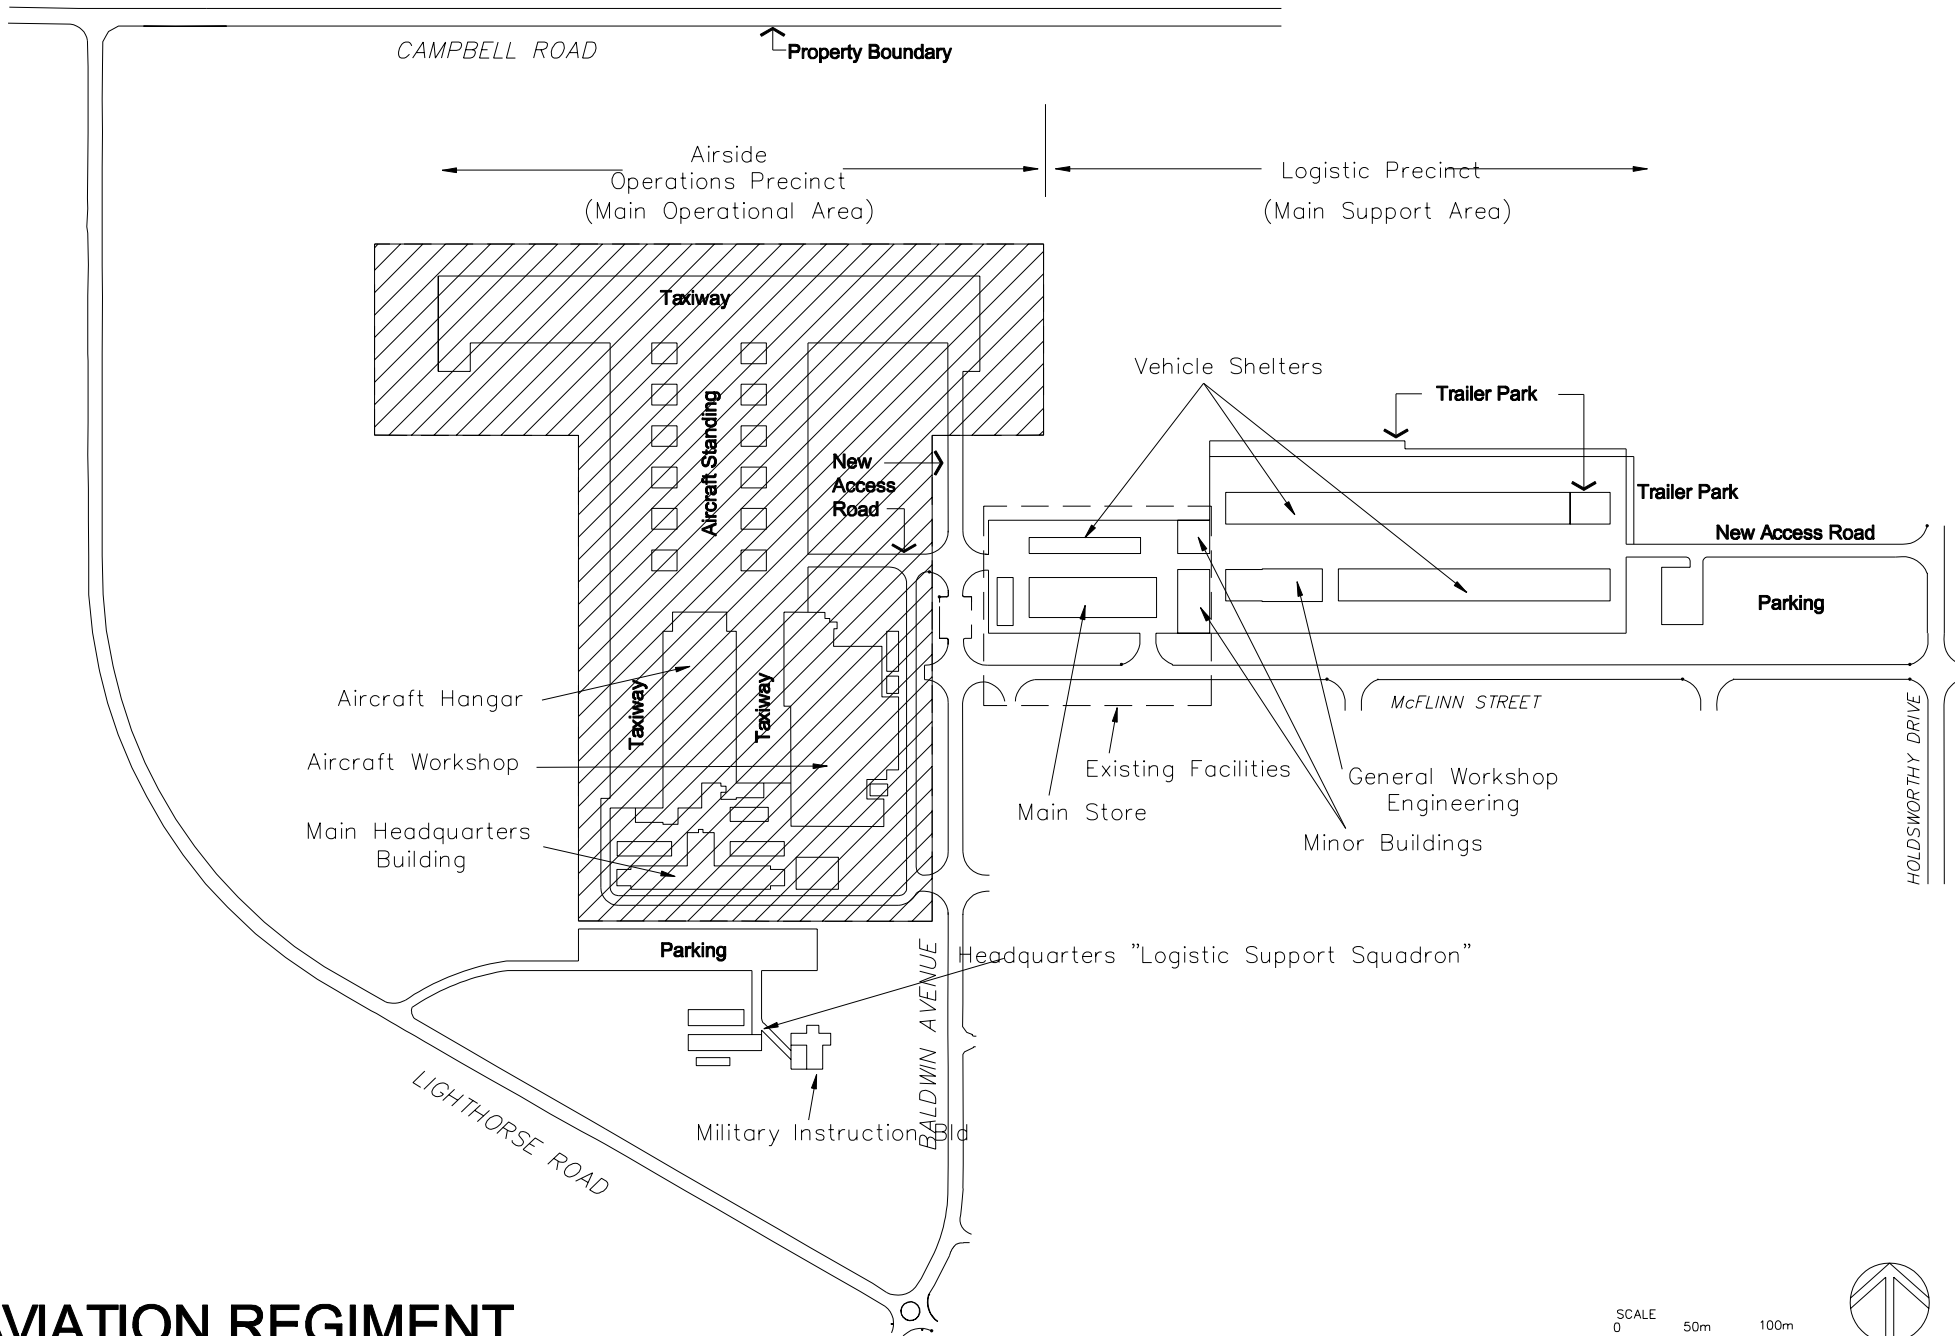 CAMPBELL ROAD
Property Boundary
Airside
Operations Precinct
(Main Operational Area)
Logistic Precinct
(Main Support Area)
Taxiway
Aircraft Standing
New
Access
Road
Vehicle Shelters
Trailer Park
Trailer Park
New Access Road
Parking
Aircraft Hangar
Taxiway
Taxiway
Aircraft Workshop
Main Headquarters
Building
McFLINN STREET
HOLDSWORTHY DRIVE
Existing Facilities
General Workshop
Engineering
Main Store
Minor Buildings
Parking
Headquarters "Logistic Support Squadron"
BALDWIN AVENUE
LIGHTHORSE ROAD
Military Instruction Bld
AVIATION REGIMENT
SCALE
0 50m 100m